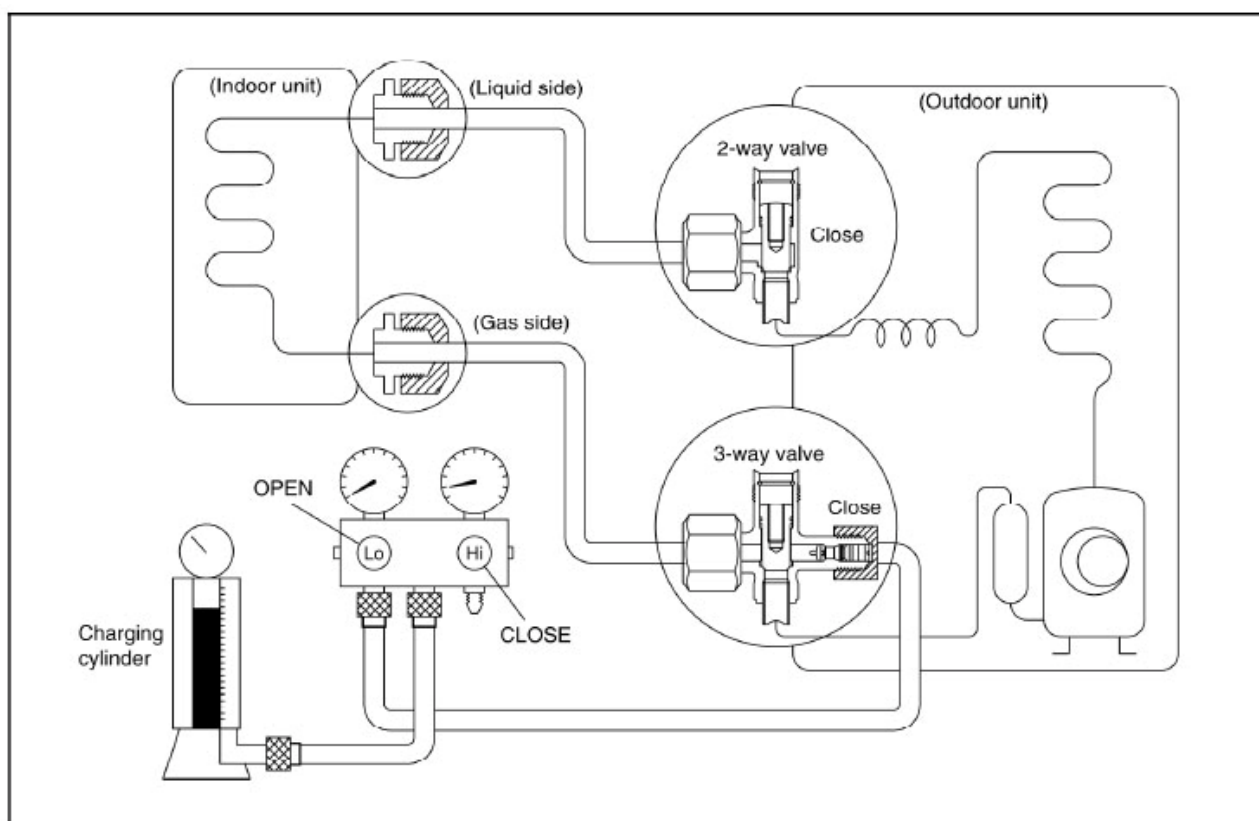 (Indoor unit)
(Liquid side)
(Outdoor unit)
2-way valve
Close
(Gas side)
3-way valve
Close
OPEN
Lo
Hi
CLOSE
Charging
cylinder